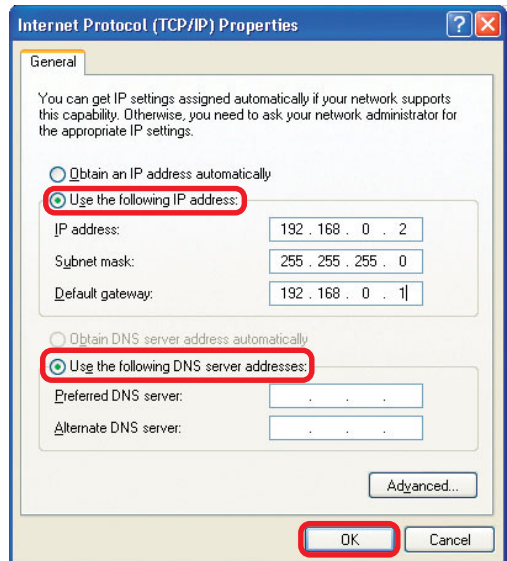 Internet Protocol (TCP/IP) Properties
General
You can get IP settings assigned automatically if your network supports
this capability. Otherwise, you need to ask your network administrator for
the appropriate IP settings.
Obtain an IP address automatically
Use the following IP address:
IP address: 192 . 168 . 0 . 2
Subnet mask: 255 . 255 . 255 . 0
Default gateway: 192 . 168 . 0 . 1
Obtain DNS server address automatically
Use the following DNS server addresses:
Preferred DNS server: . . .
Alternate DNS server: . . .
Advanced...
OK Cancel